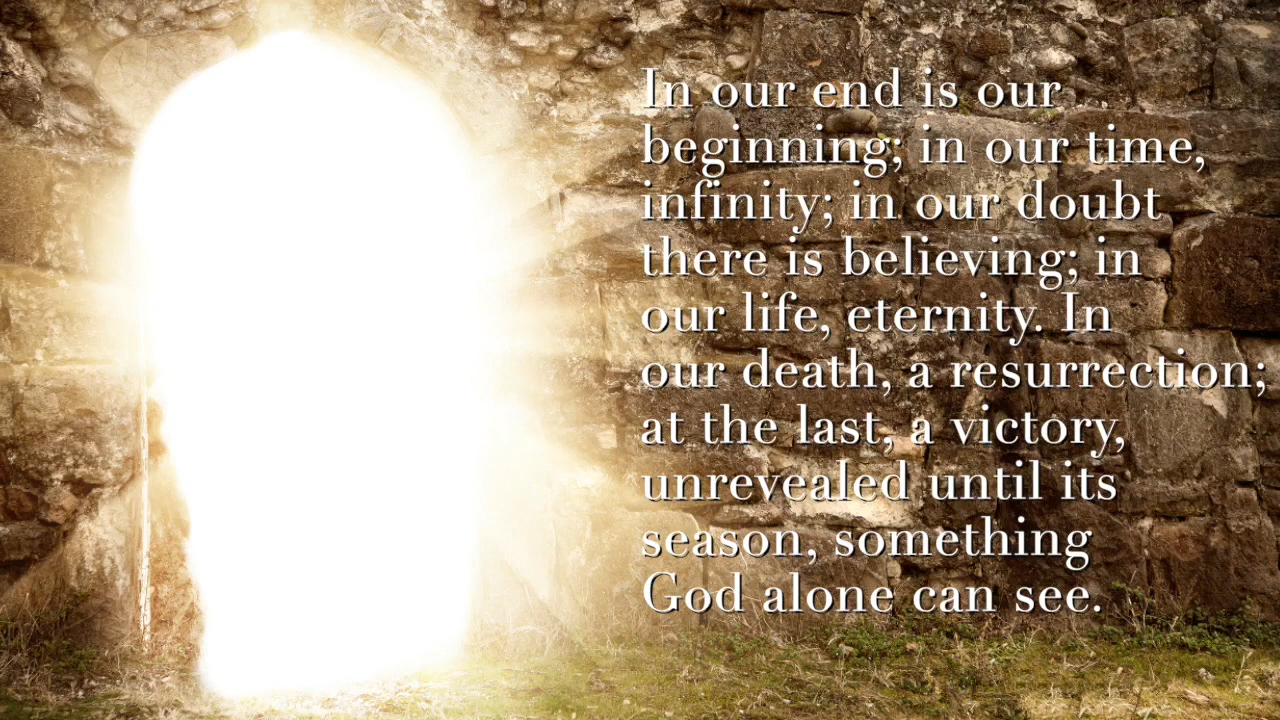 In our end is our
beginning; in our time,
infinity; in our doubt
there is believing; in
our life, eternity. In
our death, a resurrection;
at the last, a victory,
unrevealed until its
season, something
God alone can see.